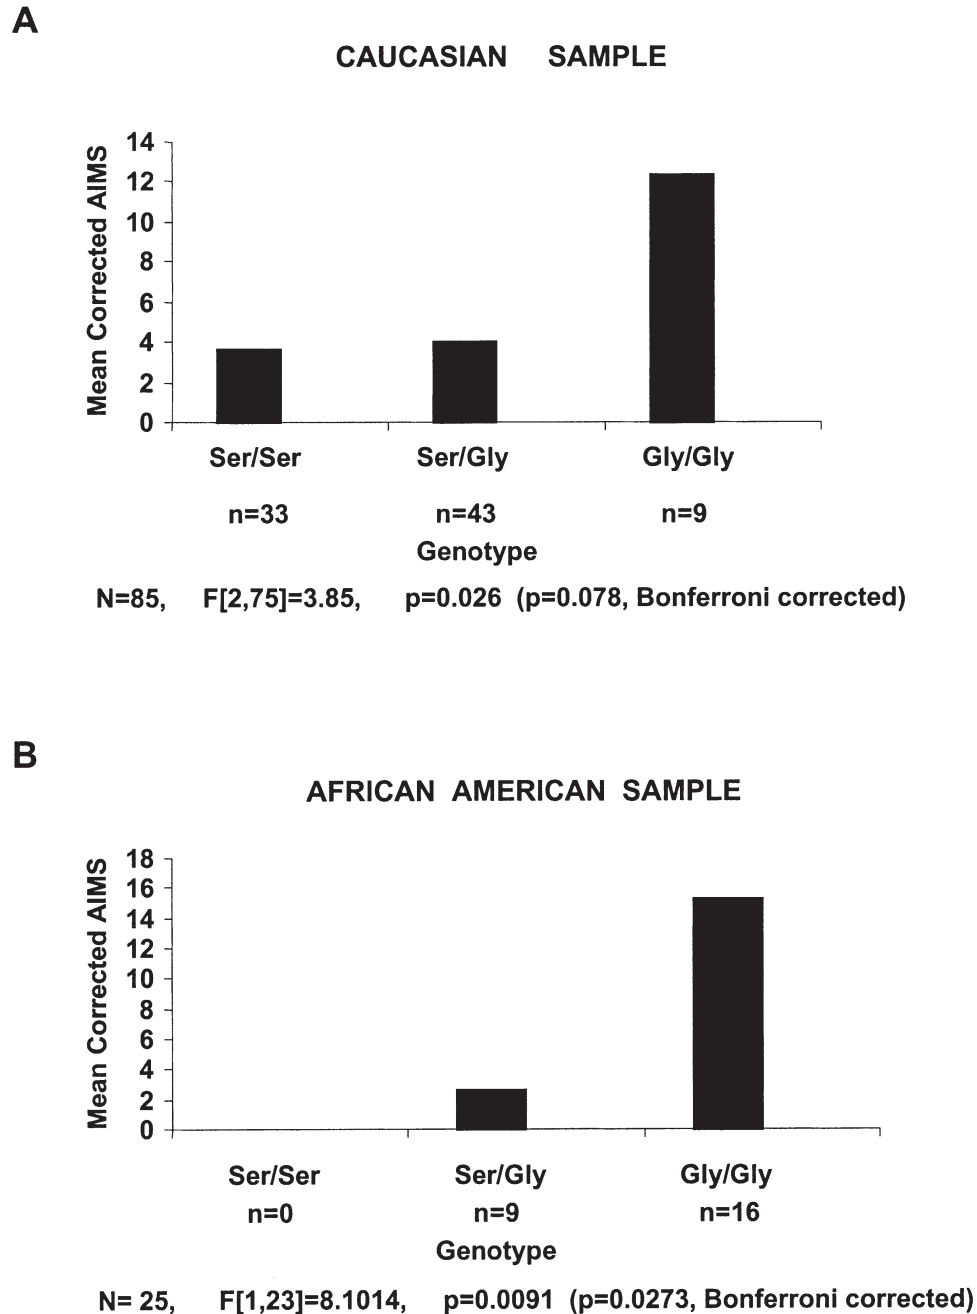 A
CAUCASIAN SAMPLE
Mean Corrected AIMS
14
12
10
8
6
4
2
0
Ser/Ser Ser/Gly Gly/Gly
n=33 n=43 n=9
Genotype
N=85, F[2,75]=3.85, p=0.026 (p=0.078, Bonferroni corrected)
B
AFRICAN AMERICAN SAMPLE
Mean Corrected AIMS
18
16
14
12
10
8
6
4
2
0
Ser/Ser Ser/Gly Gly/Gly
n=0 n=9 n=16
Genotype
N= 25, F[1,23]=8.1014, p=0.0091 (p=0.0273, Bonferroni corrected)